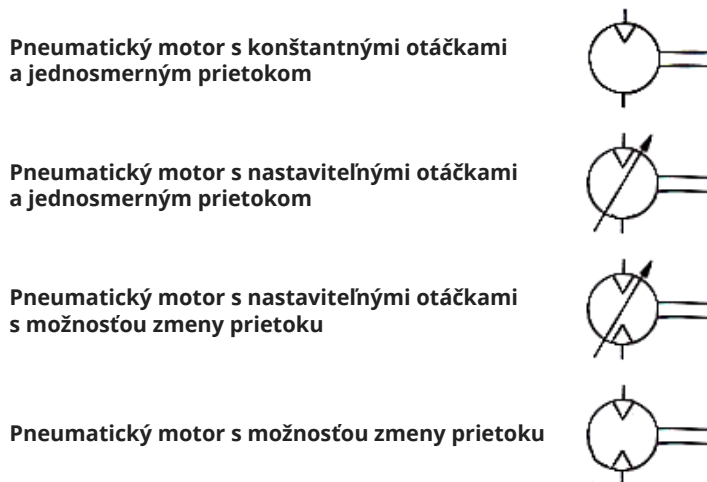 Pneumatický motor s konštantnými otáčkami
a jednosmerným prietokom
Pneumatický motor s nastaviteľnými otáčkami
a jednosmerným prietokom
Pneumatický motor s nastaviteľnými otáčkami
s možnosťou zmeny prietoku
Pneumatický motor s možnosťou zmeny prietoku